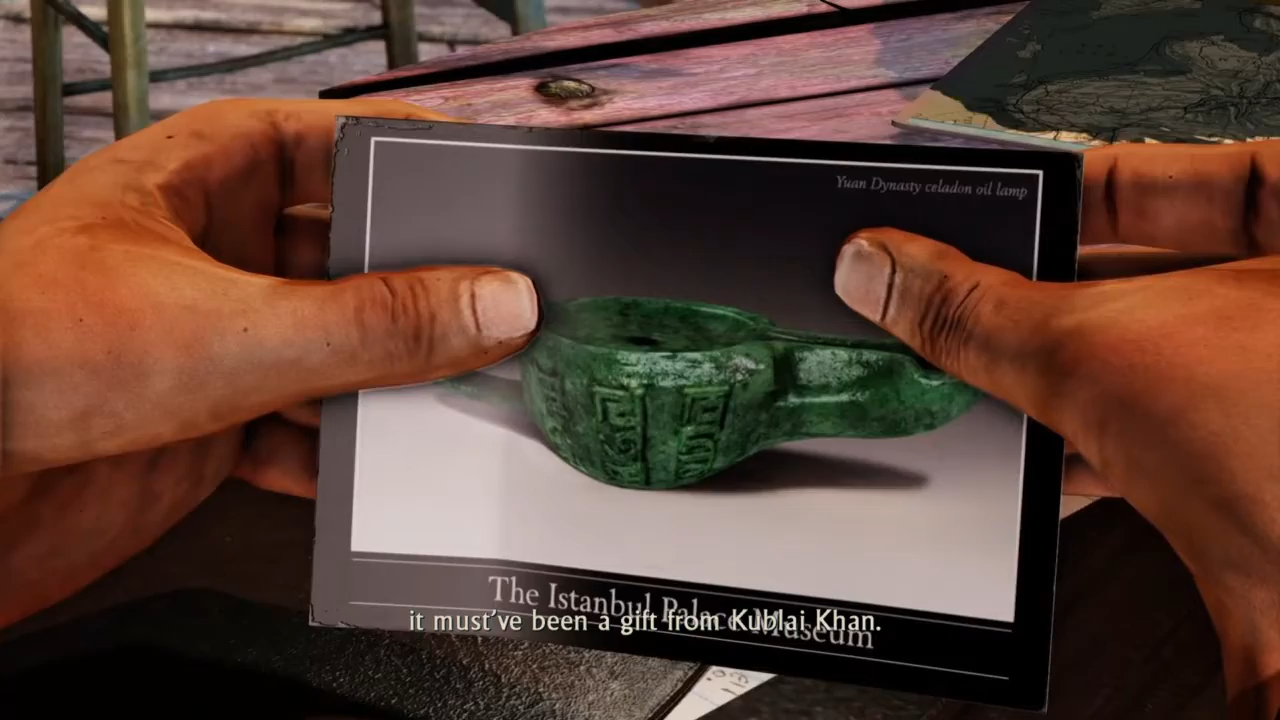 Yuan Dynasty celadon oil lamp
The Istanbul Palace Museum
it must've been a gift from Kublai Khan.